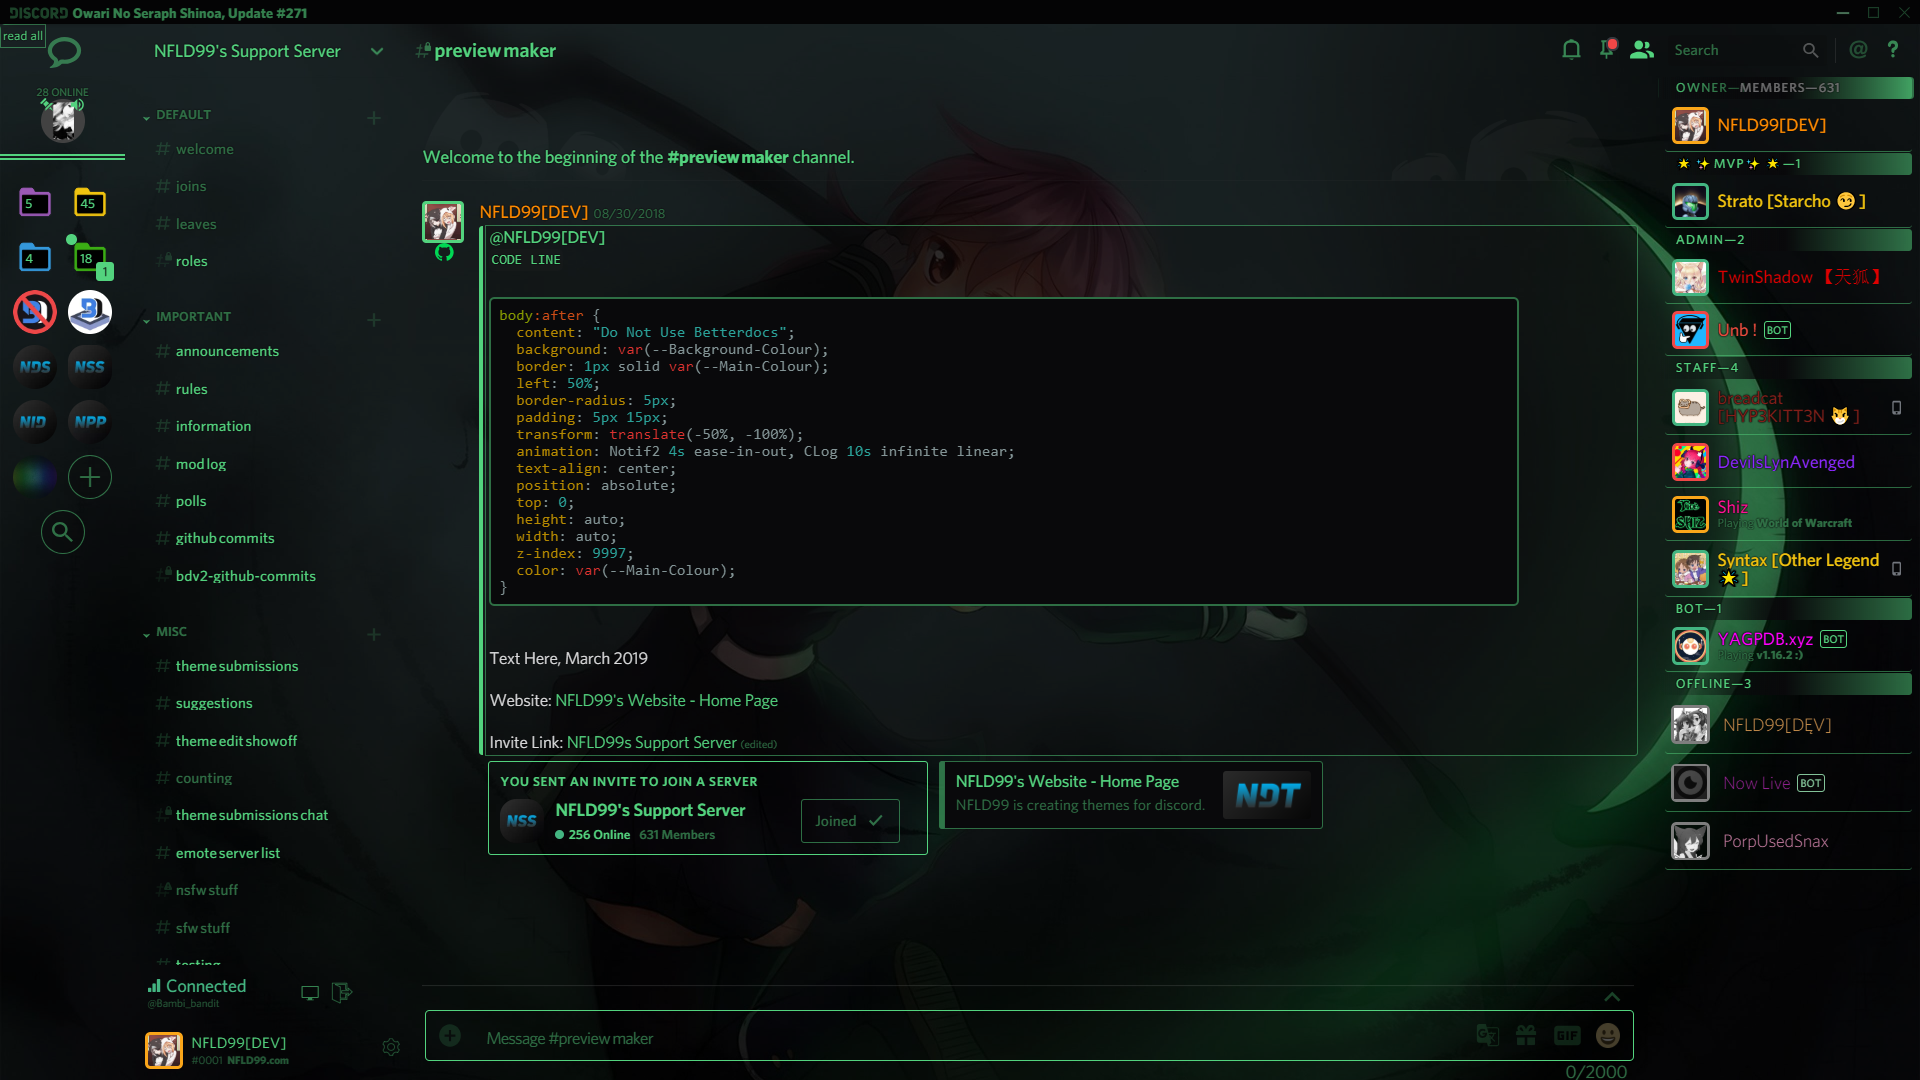 DISCORD Owari No Seraph Shinoa, Update #271
read all
28 ONLINE
5
45
4
18
1
NDS
NSS
NID
NPP
NFLD99's Support Server
DEFAULT
welcome
joins
leaves
roles
IMPORTANT
announcements
rules
information
mod log
polls
github commits
bdv2-github-commits
MISC
theme submissions
suggestions
theme edit showoff
counting
theme submissions chat
emote server list
nsfw stuff
sfw stuff
testing
Connected
@Bambi_bandit
NFLD99[DEV]
#0001 NFLD99.com
# preview maker
Search
@
?
Welcome to the beginning of the #preview maker channel.
NFLD99[DEV] 08/30/2018
@NFLD99[DEV]
CODE LINE
body:after {
content: "Do Not Use Betterdocs";
background: var(--Background-Colour);
border: 1px solid var(--Main-Colour);
left: 50%;
border-radius: 5px;
padding: 5px 15px;
transform: translate(-50%, -100%);
animation: Notif2 4s ease-in-out, CLog 10s infinite linear;
text-align: center;
position: absolute;
top: 0;
height: auto;
width: auto;
z-index: 9997;
color: var(--Main-Colour);
}
Text Here, March 2019
Website: NFLD99's Website - Home Page
Invite Link: NFLD99s Support Server (edited)
YOU SENT AN INVITE TO JOIN A SERVER
NSS
NFLD99's Support Server
256 Online 631 Members
Joined
NFLD99's Website - Home Page
NFLD99 is creating themes for discord.
NDT
Message #preview maker
GIF
0/2000
OWNER—MEMBERS—631
NFLD99[DEV]
⭐✨MVP✨⭐—1
Strato [Starcho 😏]
ADMIN—2
TwinShadow 【天狐】
Unb ! BOT
STAFF—4
breadcat
[HYP3KITT3N 🐱]
DevilsLynAvenged
The
SHIZ
Shiz
Playing World of Warcraft
Syntax [Other Legend
🌟]
BOT—1
YAGPDB.xyz BOT
Playing v1.16.2 :)
OFFLINE—3
NFLD99[DĘV]
Now Live BOT
PorpUsedSnax